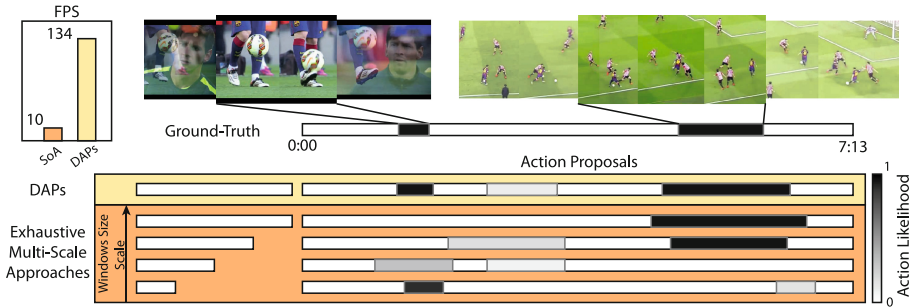 FPS
134
10
SoA
DAPs
Ground-Truth
0:00
7:13
Action Proposals
DAPs
Exhaustive
Multi-Scale
Approaches
Windows Size
Scale
1
Action Likelihood
0